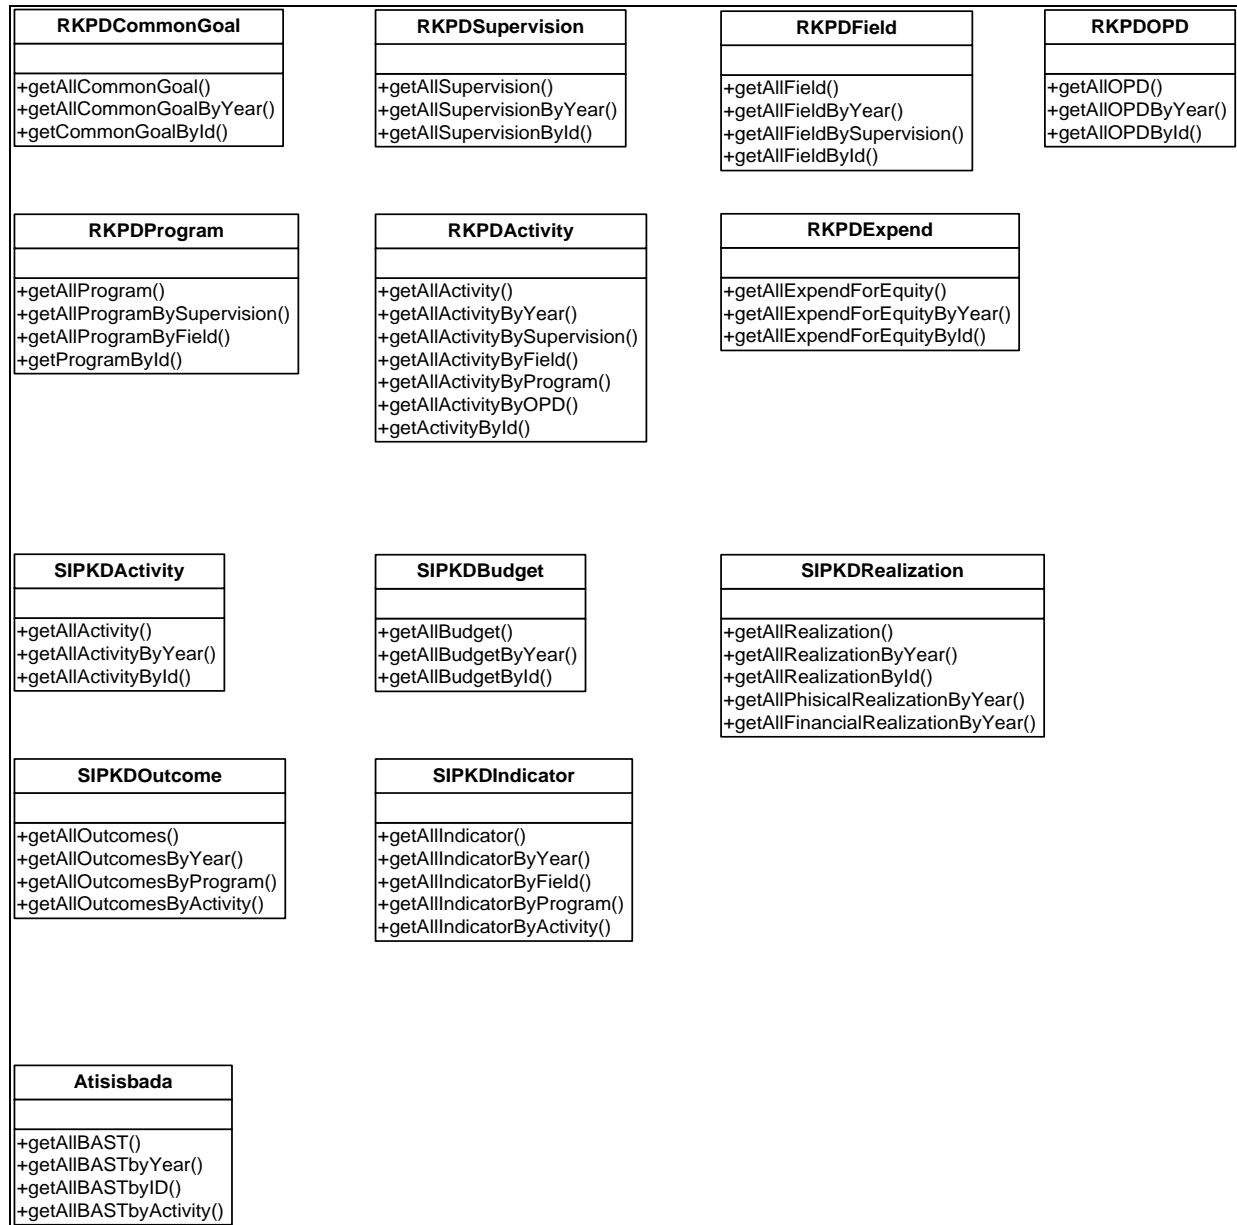 RKPDCommonGoal
+getAllCommonGoal()
+getAllCommonGoalByYear()
+getCommonGoalById()
RKPDSupervision
+getAllSupervision()
+getAllSupervisionByYear()
+getAllSupervisionById()
RKPDField
+getAllField()
+getAllFieldByYear()
+getAllFieldBySupervision()
+getAllFieldById()
RKPDOPD
+getAllOPD()
+getAllOPDByYear()
+getAllOPDById()
RKPDProgram
+getAllProgram()
+getAllProgramBySupervision()
+getAllProgramByField()
+getProgramById()
RKPDActivity
+getAllActivity()
+getAllActivityByYear()
+getAllActivityBySupervision()
+getAllActivityByField()
+getAllActivityByProgram()
+getAllActivityByOPD()
+getActivityById()
RKPDExpend
+getAllExpendForEquity()
+getAllExpendForEquityByYear()
+getAllExpendForEquityById()
SIPKDActivity
+getAllActivity()
+getAllActivityByYear()
+getAllActivityById()
SIPKDBudget
+getAllBudget()
+getAllBudgetByYear()
+getAllBudgetById()
SIPKDRealization
+getAllRealization()
+getAllRealizationByYear()
+getAllRealizationById()
+getAllPhisicalRealizationByYear()
+getAllFinancialRealizationByYear()
SIPKDOutcome
+getAllOutcomes()
+getAllOutcomesByYear()
+getAllOutcomesByProgram()
+getAllOutcomesByActivity()
SIPKDIndicator
+getAllIndicator()
+getAllIndicatorByYear()
+getAllIndicatorByField()
+getAllIndicatorByProgram()
+getAllIndicatorByActivity()
Atisisbada
+getAllBAST()
+getAllBASTbyYear()
+getAllBASTbyID()
+getAllBASTbyActivity()